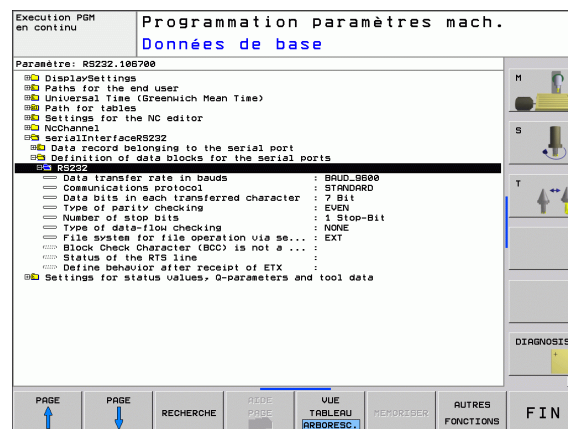 Execution PGM
en continu
Programmation paramètres mach.
Données de base
Paramètre: RS232.106700
DisplaySettings
Paths for the end user
Universal Time (Greenwich Mean Time)
Path for tables
Settings for the NC editor
NcChannel
serialInterfaceRS232
Data record belonging to the serial port
Definition of data blocks for the serial ports
RS232
Data transfer rate in bauds : BAUD_9600
Communications protocol : STANDARD
Data bits in each transferred character : 7 Bit
Type of parity checking : EVEN
Number of stop bits : 1 Stop-Bit
Type of data-flow checking : NONE
File system for file operation via se... : EXT
Block Check Character (BCC) is not a ... :
Status of the RTS line :
Define behavior after receipt of ETX :
Settings for status values, Q-parameters and tool data
M
S
T
DIAGNOSIS
PAGE
PAGE
RECHERCHE
AIDE
PAGE
VUE
TABLEAU
ARBORESC.
MEMORISER
AUTRES
FONCTIONS
FIN